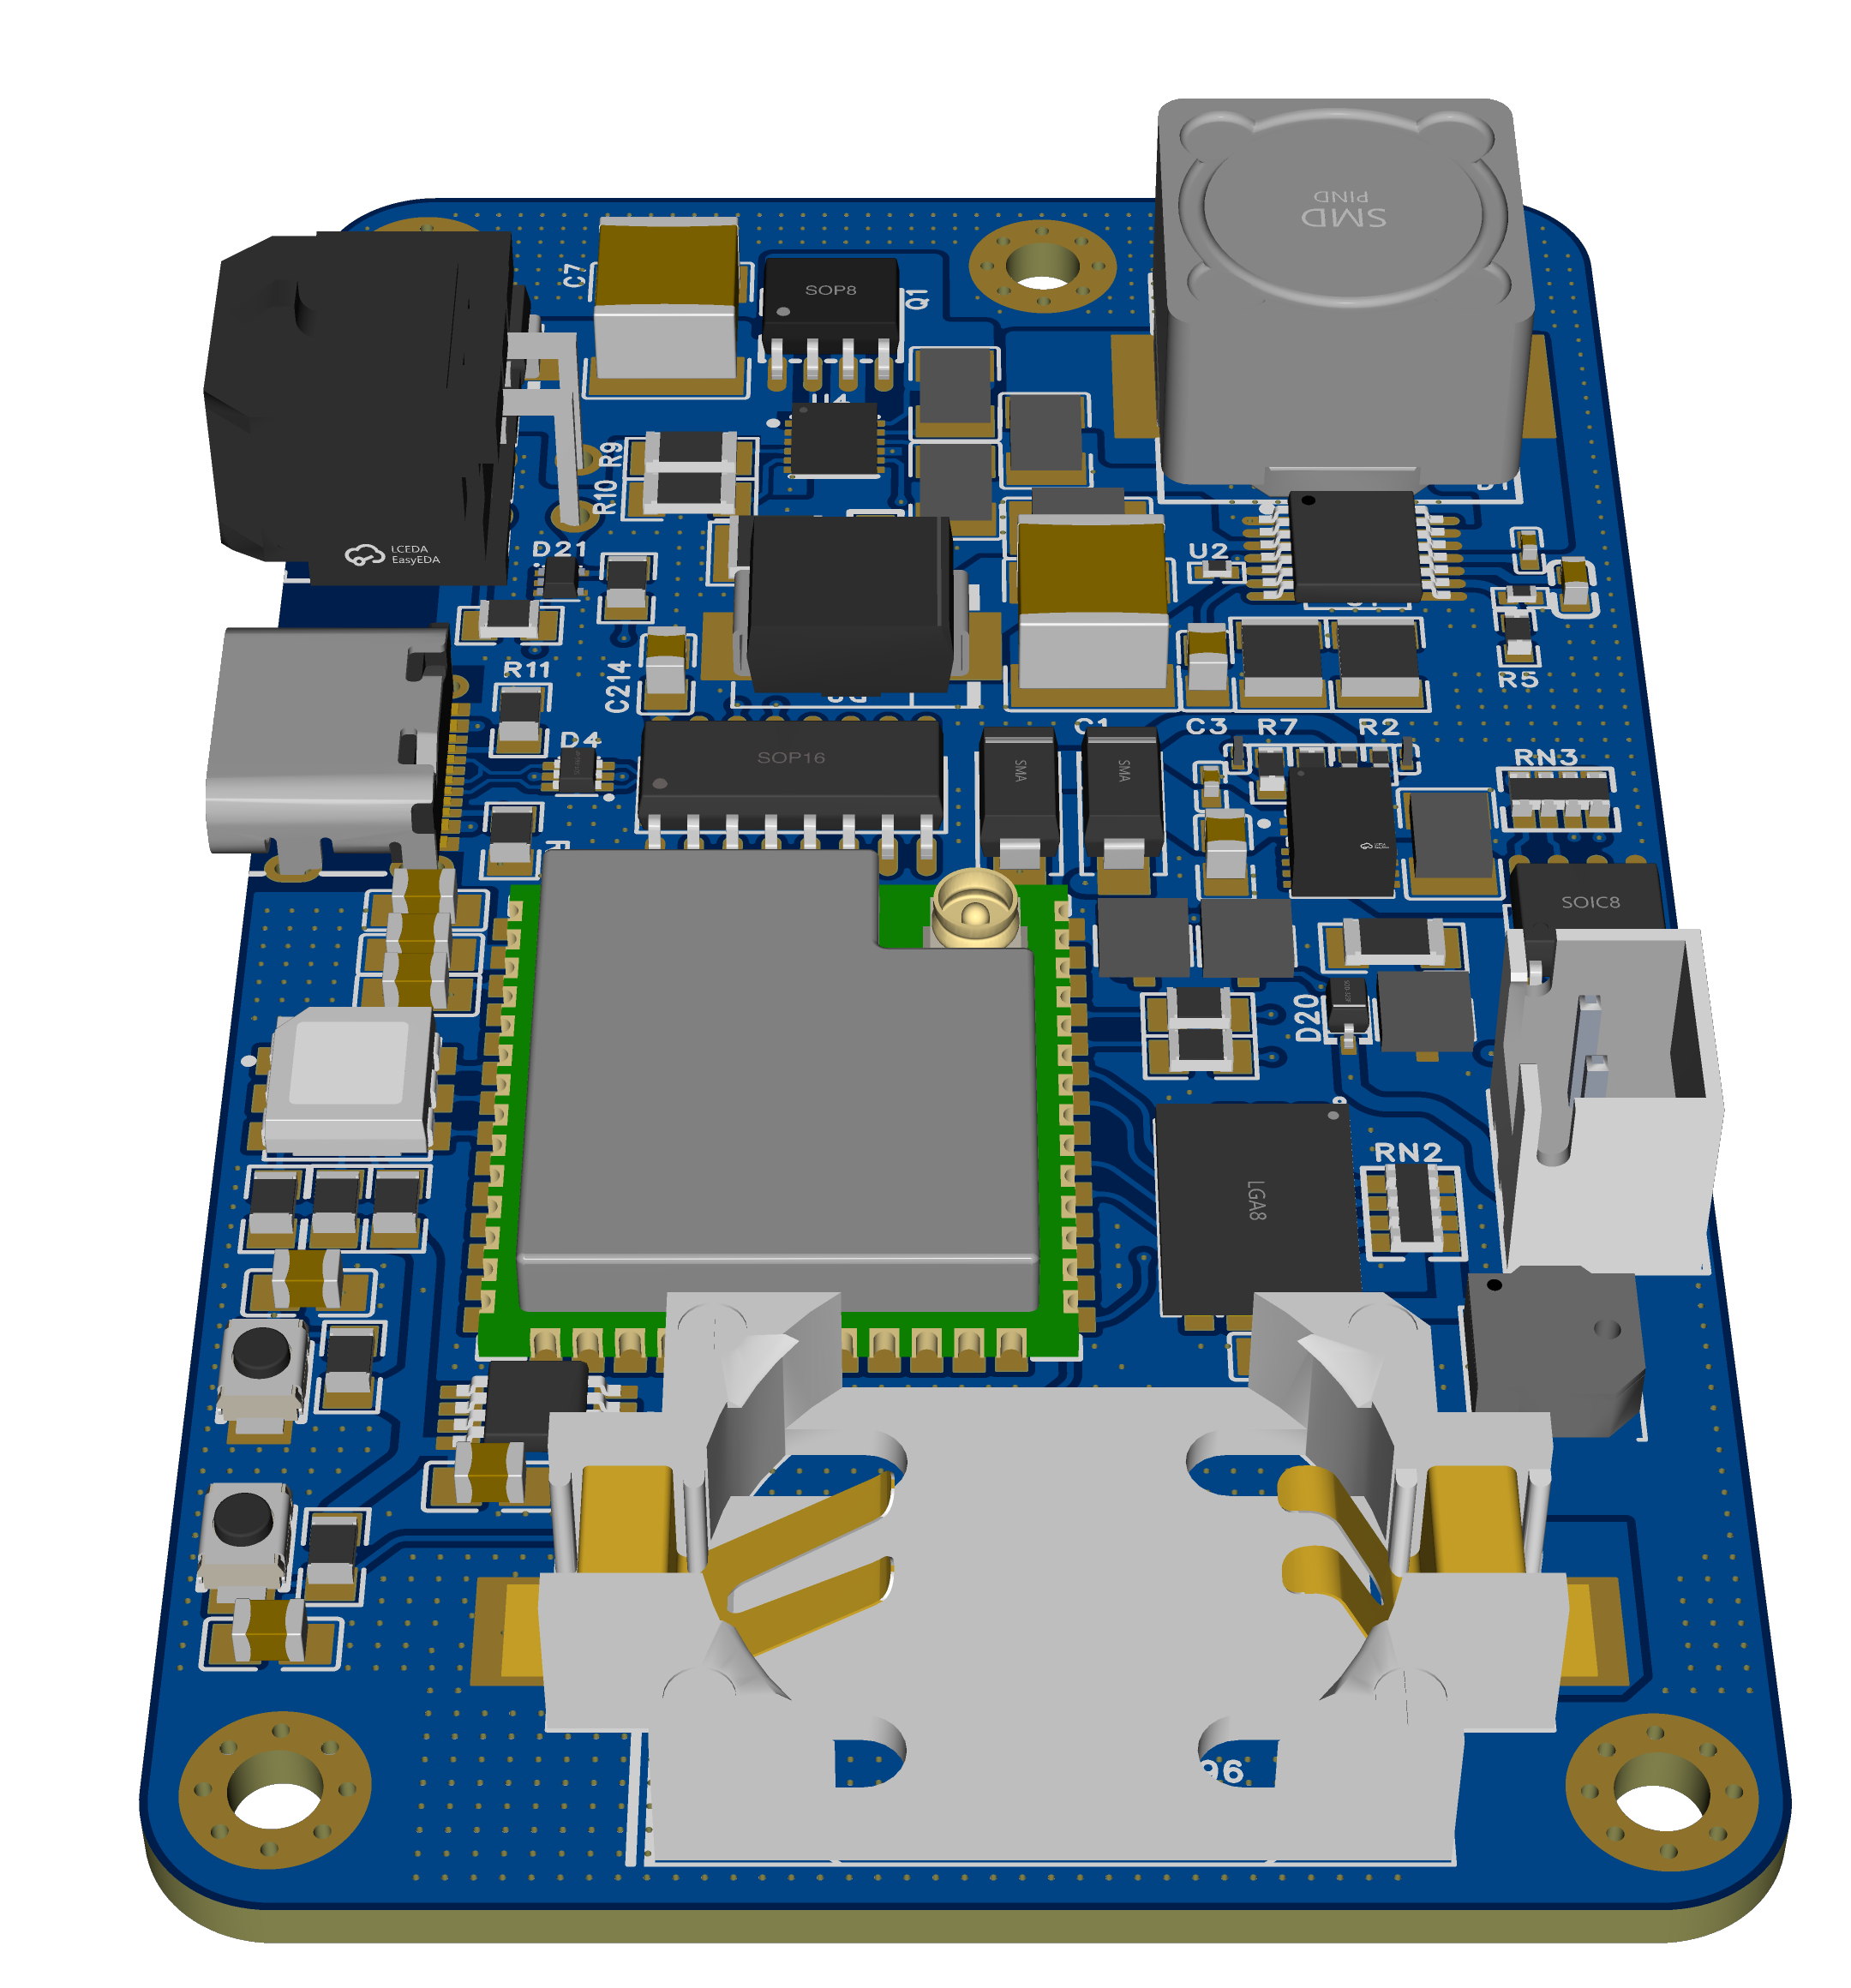 SMD
PIND
C7
SOP8
Q1
U4
R9
R10
LCEDA
EasyEDA
D21
U2
R11
C214
R5
D4
SOP16
SMA
SMA
C3
R7
R2
RN3
SOIC8
D20
LGA8
RN2
96